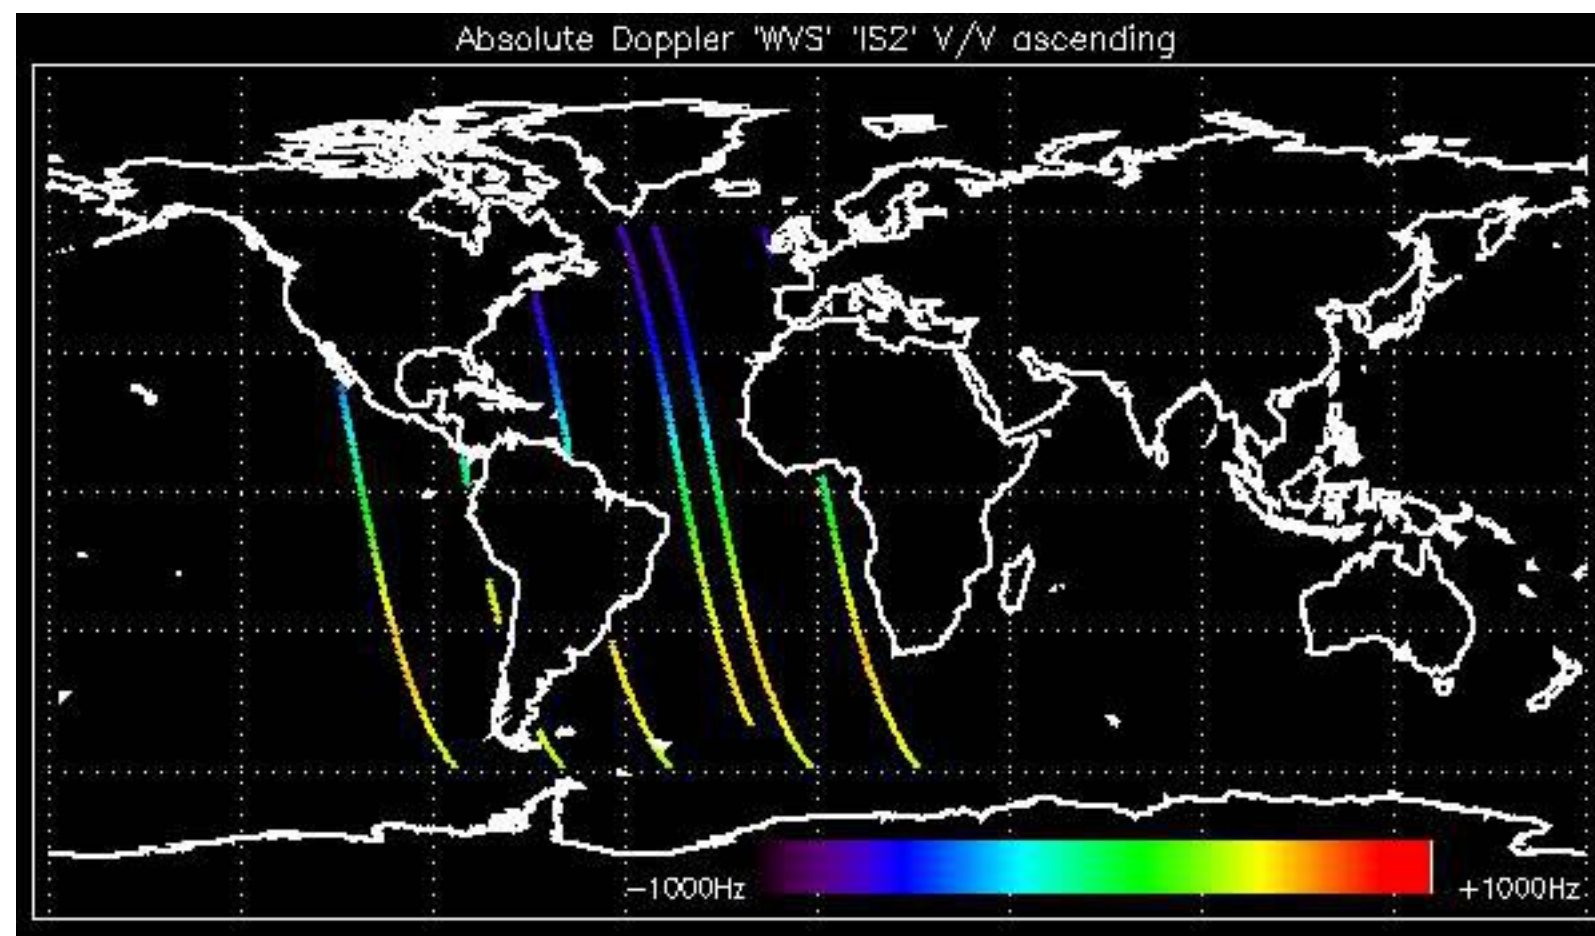 Absolute Doppler 'WVS' 'IS2' V/V ascending
−1000Hz
+1000Hz